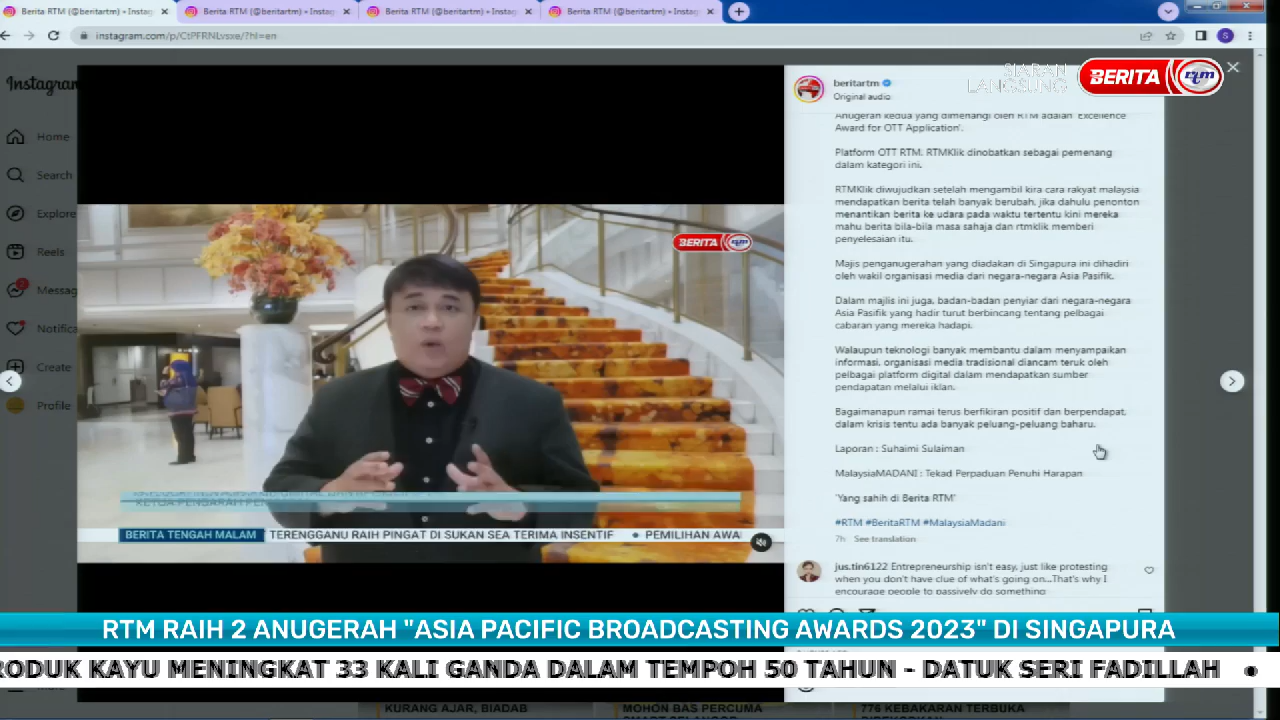 Berita RTM (@beritartm) • Instag
Berita RTM (@beritartm) • Instag
Berita RTM (@beritartm) • Instag
Berita RTM (@beritartm) • Instag
instagram.com/p/CtPFRNLvsxe/?hl=en
S
Instagram
Home
Search
Explore
Reels
Messag
Notifica
Create
Profile
SIARAN
LANGSUNG
BERITA rtm
beritartm
Original audio
Anugeran kedua yang dimenangi oleh RTM adalah 'Excellence
Award for OTT Application'.
Platform OTT RTM, RTMKlik dinobatkan sebagai pemenang
dalam kategori ini.
RTMKlik diwujudkan setelah mengambil kira cara rakyat malaysia
mendapatkan berita telah banyak berubah, jika dahulu penonton
menantikan berita ke udara pada waktu tertentu kini mereka
mahu berita bila-bila masa sahaja dan rtmklik memberi
penyelesaian itu.
Majis penganugerahan yang diadakan di Singapura ini dihadiri
oleh wakil organisasi media dari negara-negara Asia Pasifik.
Dalam majlis ini juga, badan-badan penyiar dari negara-negara
Asia Pasifik yang hadir turut berbincang tentang pelbagai
cabaran yang mereka hadapi.
Walaupun teknologi banyak membantu dalam menyampaikan
informasi, organisasi media tradisional diancam teruk oleh
pelbagai platform digital dalam mendapatkan sumber
pendapatan melalui iklan.
Bagaimanapun ramai terus berfikiran positif dan berpendapat,
dalam krisis tentu ada banyak peluang-peluang baharu.
Laporan : Suhaimi Sulaiman
MalaysiaMADANI : Tekad Perpaduan Penuhi Harapan
'Yang sahih di Berita RTM'
#RTM #BeritaRTM #MalaysiaMadani
7h See translation
jus.tin6122 Entrepreneurship isn't easy, just like protesting
when you don't have clue of what's going on...That's why I
encourage people to passively do something
BERITA rtm
KETUA PENGARAH PEN
BERITA TENGAH MALAM TERENGGANU RAIH PINGAT DI SUKAN SEA TERIMA INSENTIF • PEMILIHAN AWA
RTM RAIH 2 ANUGERAH "ASIA PACIFIC BROADCASTING AWARDS 2023" DI SINGAPURA
RODUK KAYU MENINGKAT 33 KALI GANDA DALAM TEMPOH 50 TAHUN - DATUK SERI FADILLAH •
KURANG AJAR, BIADAB
MOHON BAS PERCUMA
776 KEBAKARAN TERBUKA